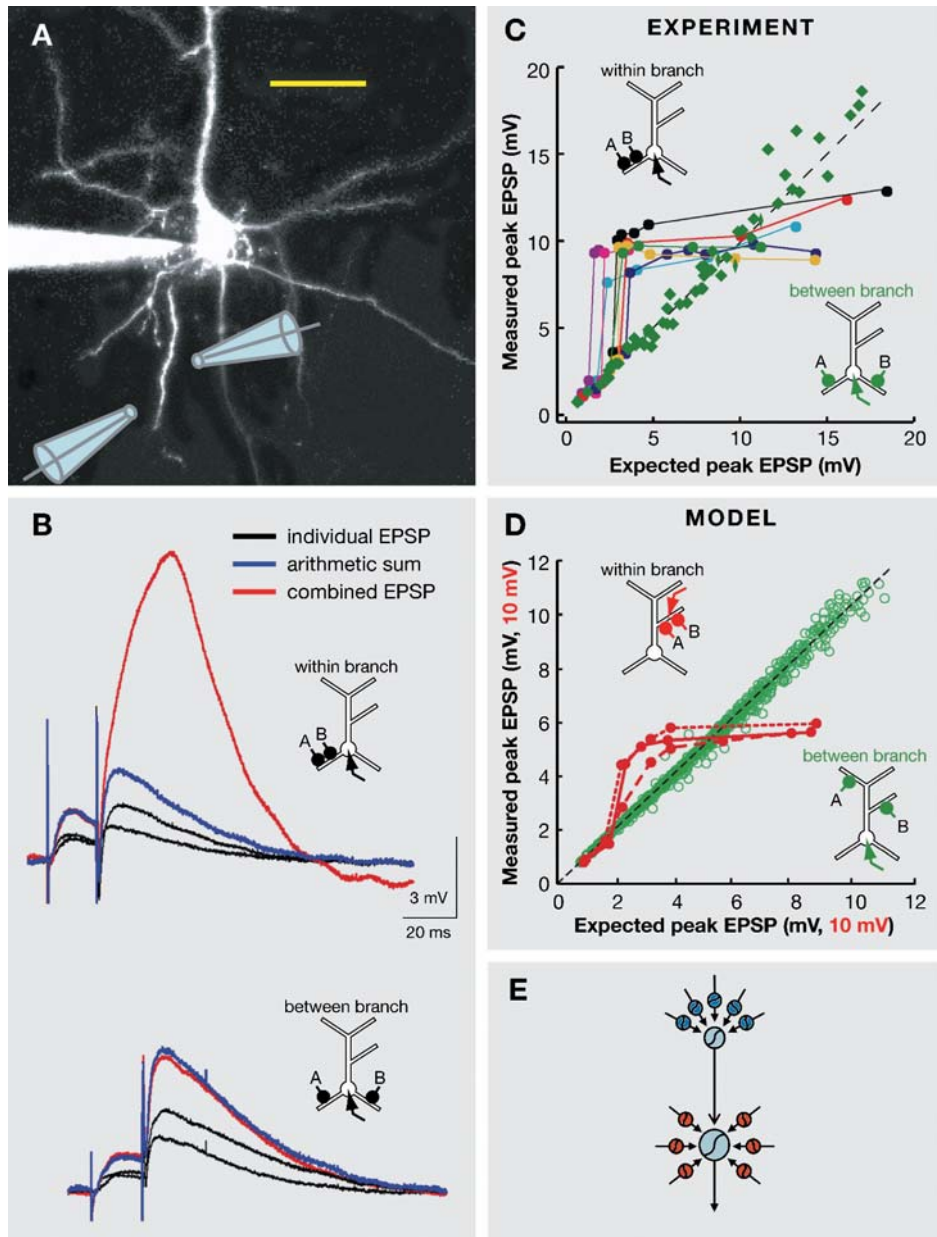 A
B
individual EPSP
arithmetic sum
combined EPSP
within branch
A B
3 mV
20 ms
between branch
A B
C
EXPERIMENT
Measured peak EPSP (mV)
20
15
10
5
0
within branch
A B
between branch
A B
0 5 10 15 20
Expected peak EPSP (mV)
D
MODEL
Measured peak EPSP (mV, 10 mV)
12
10
8
6
4
2
0
within branch
A B
between branch
A B
0 2 4 6 8 10 12
Expected peak EPSP (mV, 10 mV)
E